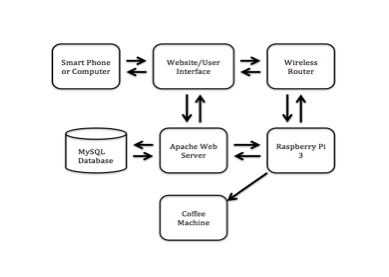 Smart Phone
or Computer
Website/User
Interface
Wireless
Router
MySQL
Database
Apache Web
Server
Raspberry Pi
3
Coffee
Machine